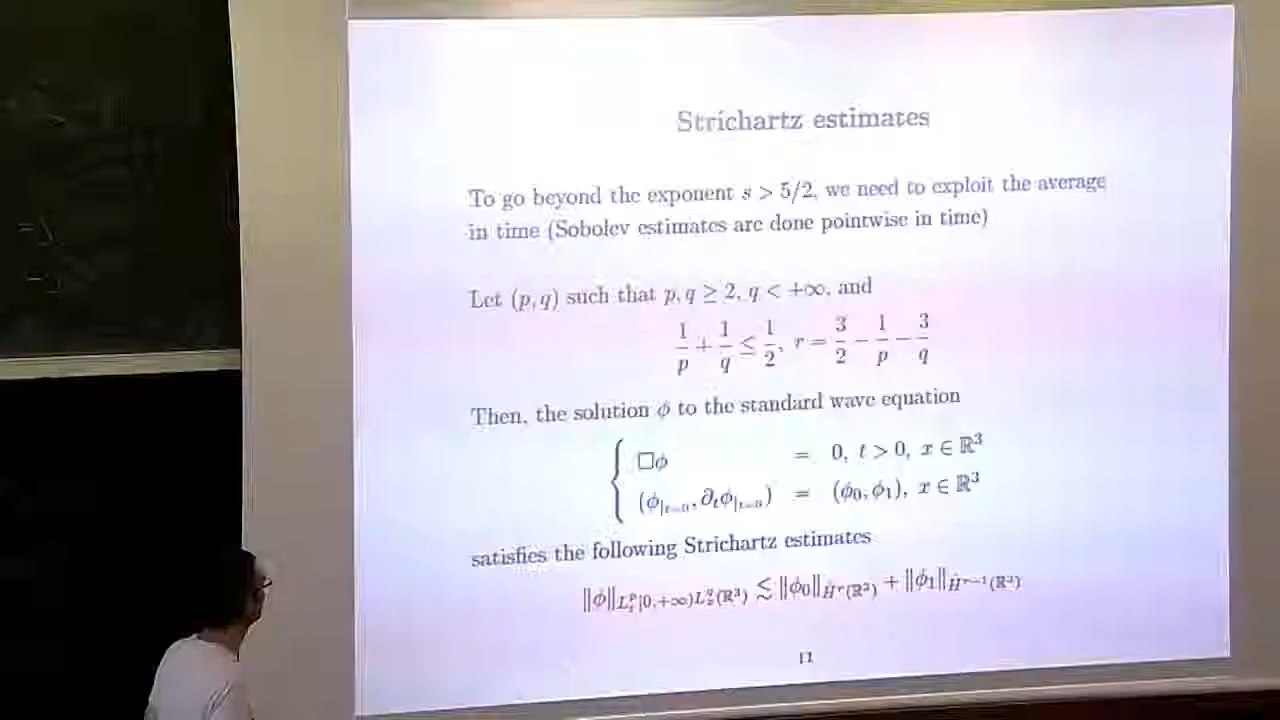 Strichartz estimates
To go beyond the exponent s > 5/2, we need to exploit the average
in time (Sobolev estimates are done pointwise in time)
Let (p, q) such that p, q ≥ 2, q < +∞, and
1/p + 1/q ≤ 1/2, r = 3/2 − 1/p − 3/q
Then, the solution ϕ to the standard wave equation
{ □ϕ = 0, t > 0, x ∈ ℝ³
(ϕ|ₜ₌₀, ∂ₜϕ|ₜ₌₀) = (ϕ₀, ϕ₁), x ∈ ℝ³
satisfies the following Strichartz estimates
‖ϕ‖_{L^p_t[0,+∞)L^q_x(ℝ³)} ≲ ‖ϕ₀‖_{Ḣ^r(ℝ³)} + ‖ϕ₁‖_{Ḣ^{r−1}(ℝ³)}
11